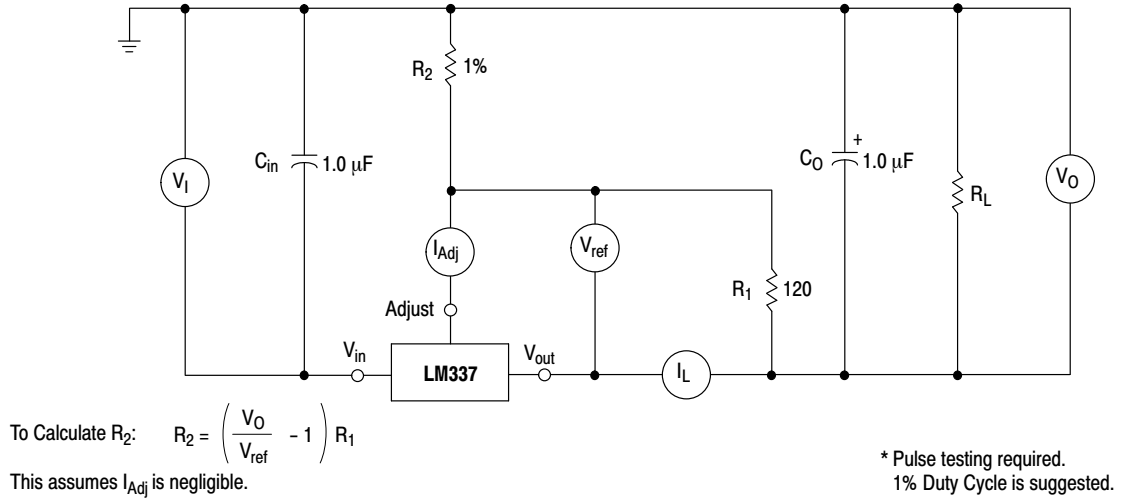 R2
1%
Cin
1.0 μF
CO
+
1.0 μF
VI
RL
VO
IAdj
Vref
R1
120
Adjust
Vin
LM337
Vout
IL
To Calculate R2: R2 = ( VO / Vref - 1 ) R1
This assumes IAdj is negligible.
* Pulse testing required.
1% Duty Cycle is suggested.